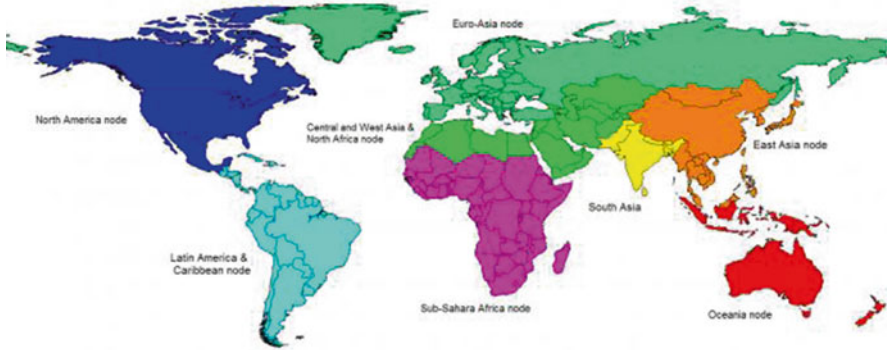 Euro-Asia node
North America node
Central and West Asia &
North Africa node
East Asia node
South Asia
Latin America &
Caribbean node
Sub-Sahara Africa node
Oceania node